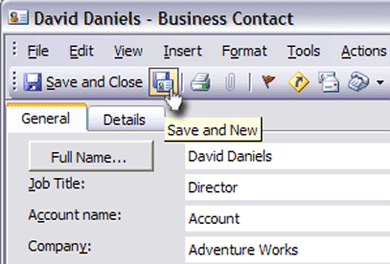 David Daniels - Business Contact
File Edit View Insert Format Tools Actions
Save and Close
General Details
Save and New
Full Name... David Daniels
Job Title: Director
Account name: Account
Company: Adventure Works